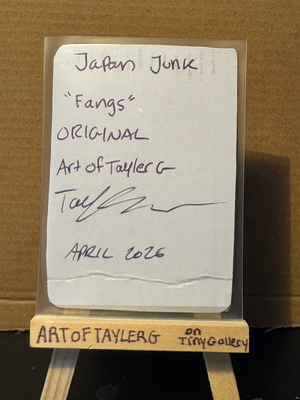 Japan Junk
"Fangs"
ORIGINAL
Art of Tayler G
APRIL 2026
ARTOFTAYLERG on TinyGallery